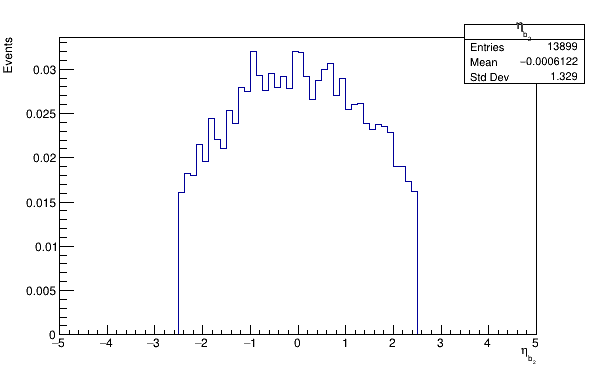 η_b₂
Entries 13899
Mean −0.0006122
Std Dev 1.329
Events
0.03
0.025
0.02
0.015
0.01
0.005
0
−5 −4 −3 −2 −1 0 1 2 3 4 5
η_b₂